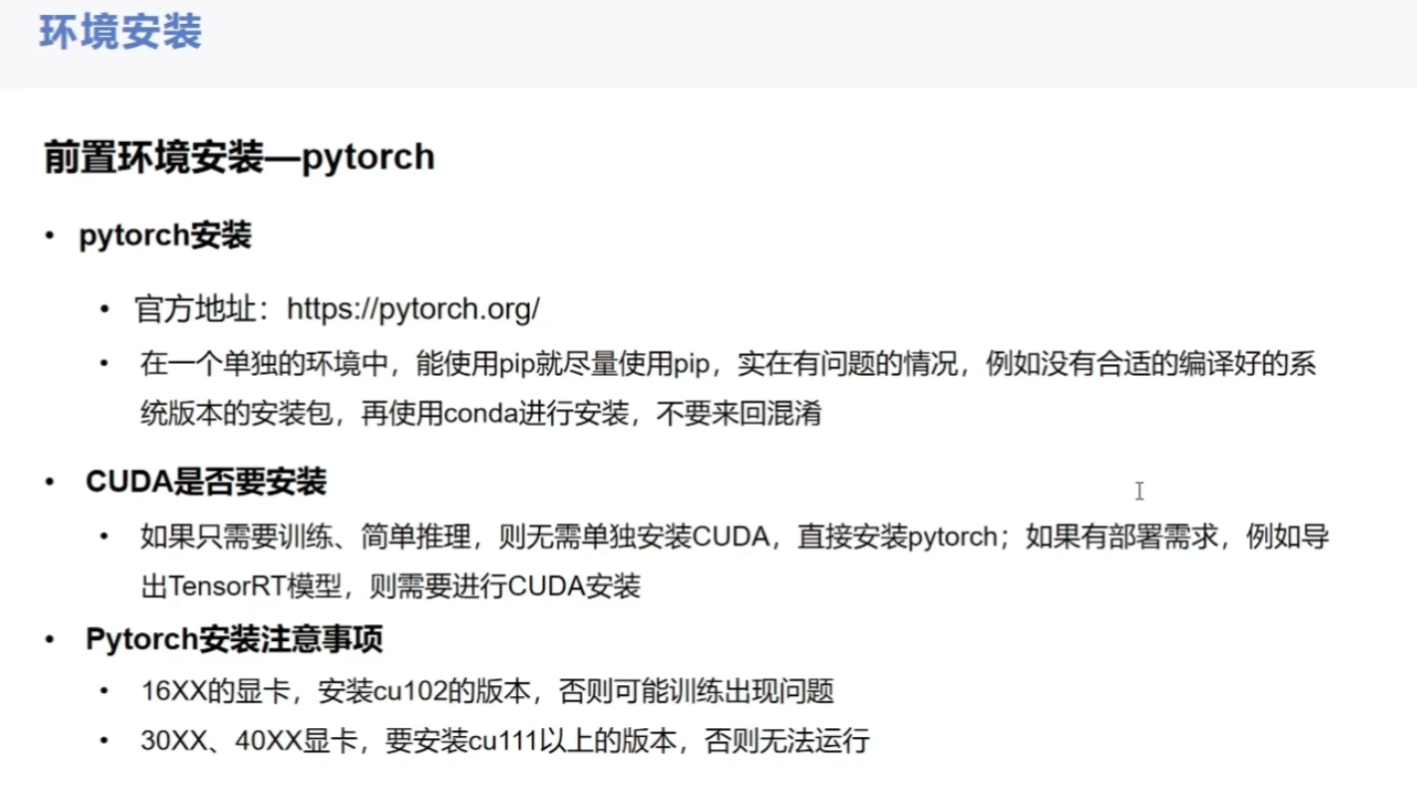 环境安装
前置环境安装—pytorch
• pytorch安装
• 官方地址：https://pytorch.org/
• 在一个单独的环境中，能使用pip就尽量使用pip，实在有问题的情况，例如没有合适的编译好的系
统版本的安装包，再使用conda进行安装，不要来回混淆
• CUDA是否要安装
• 如果只需要训练、简单推理，则无需单独安装CUDA，直接安装pytorch；如果有部署需求，例如导
出TensorRT模型，则需要进行CUDA安装
• Pytorch安装注意事项
• 16XX的显卡，安装cu102的版本，否则可能训练出现问题
• 30XX、40XX显卡，要安装cu111以上的版本，否则无法运行